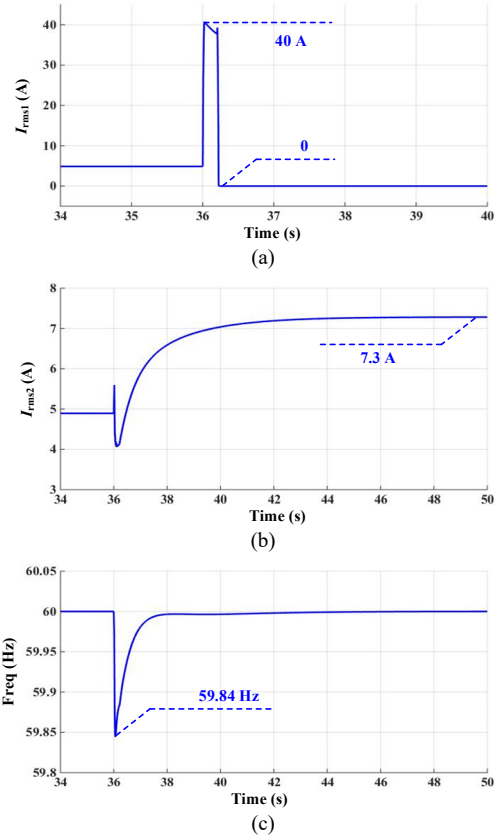 40
30
20
10
0
I_rms1 (A)
40 A
0
34 35 36 37 38 39 40
Time (s)
(a)
8
7
6
5
4
3
I_rms2 (A)
7.3 A
34 36 38 40 42 44 46 48 50
Time (s)
(b)
60.05
60
59.95
59.9
59.85
59.8
Freq (Hz)
59.84 Hz
34 36 38 40 42 44 46 48 50
Time (s)
(c)